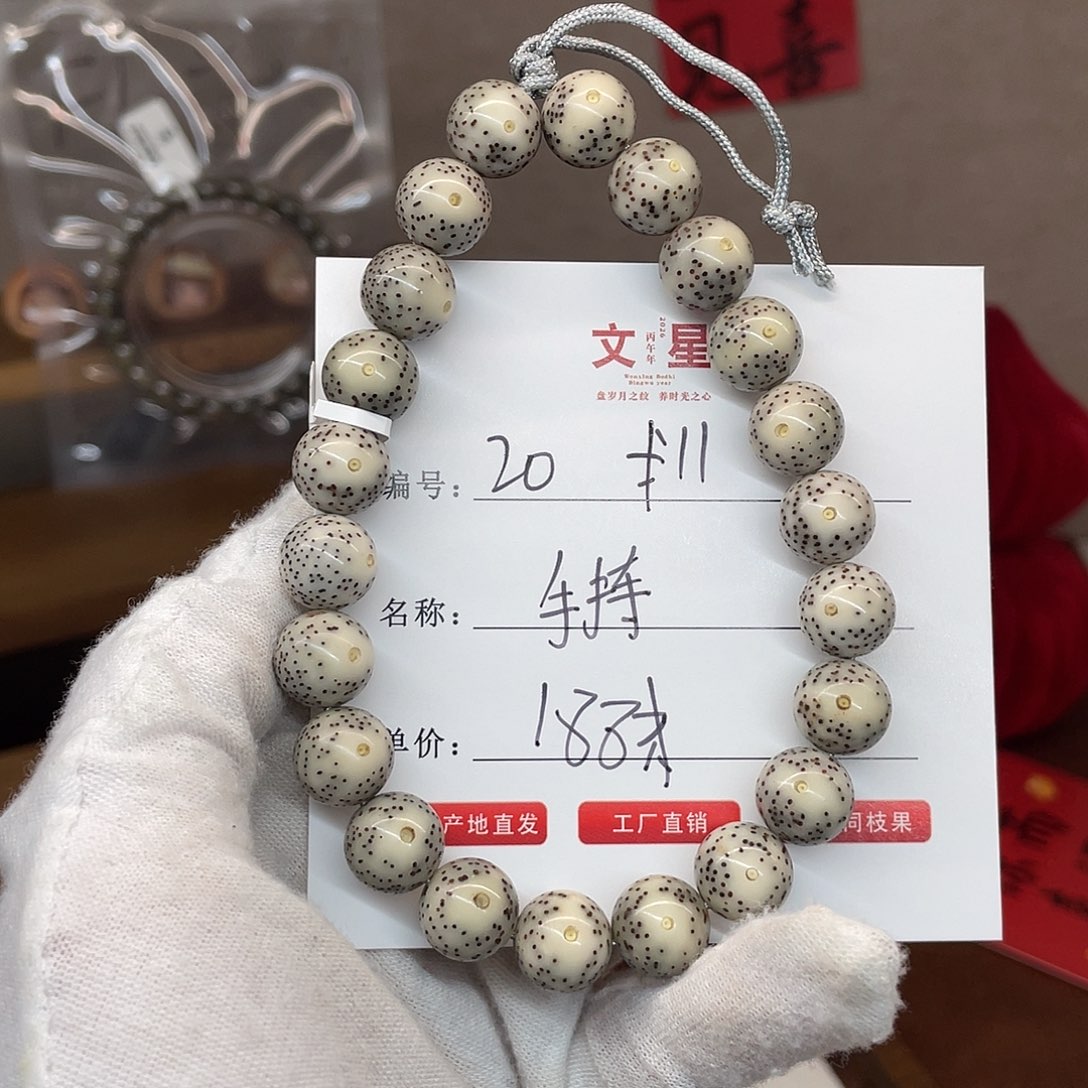 见喜
文星
2026
丙午年
Wenxing Bodhi
Bingwu year
盘岁月之纹 养时光之心
编号: 20 #11
名称: 手持
单价: 188
产地直发 工厂直销 同枝果